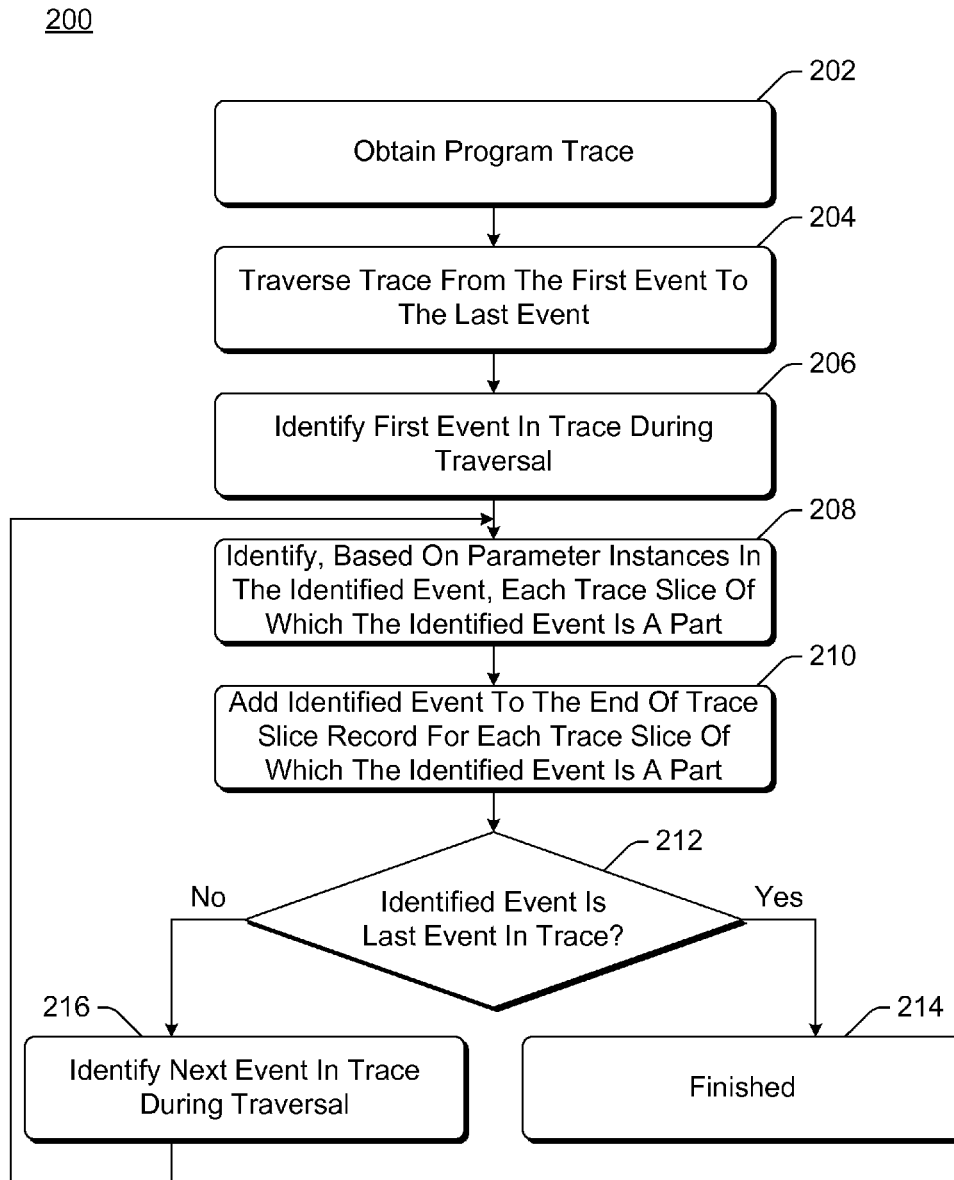 200
202
Obtain Program Trace
204
Traverse Trace From The First Event To
The Last Event
206
Identify First Event In Trace During
Traversal
208
Identify, Based On Parameter Instances In
The Identified Event, Each Trace Slice Of
Which The Identified Event Is A Part
210
Add Identified Event To The End Of Trace
Slice Record For Each Trace Slice Of
Which The Identified Event Is A Part
212
No
Identified Event Is
Last Event In Trace?
Yes
216
Identify Next Event In Trace
During Traversal
214
Finished